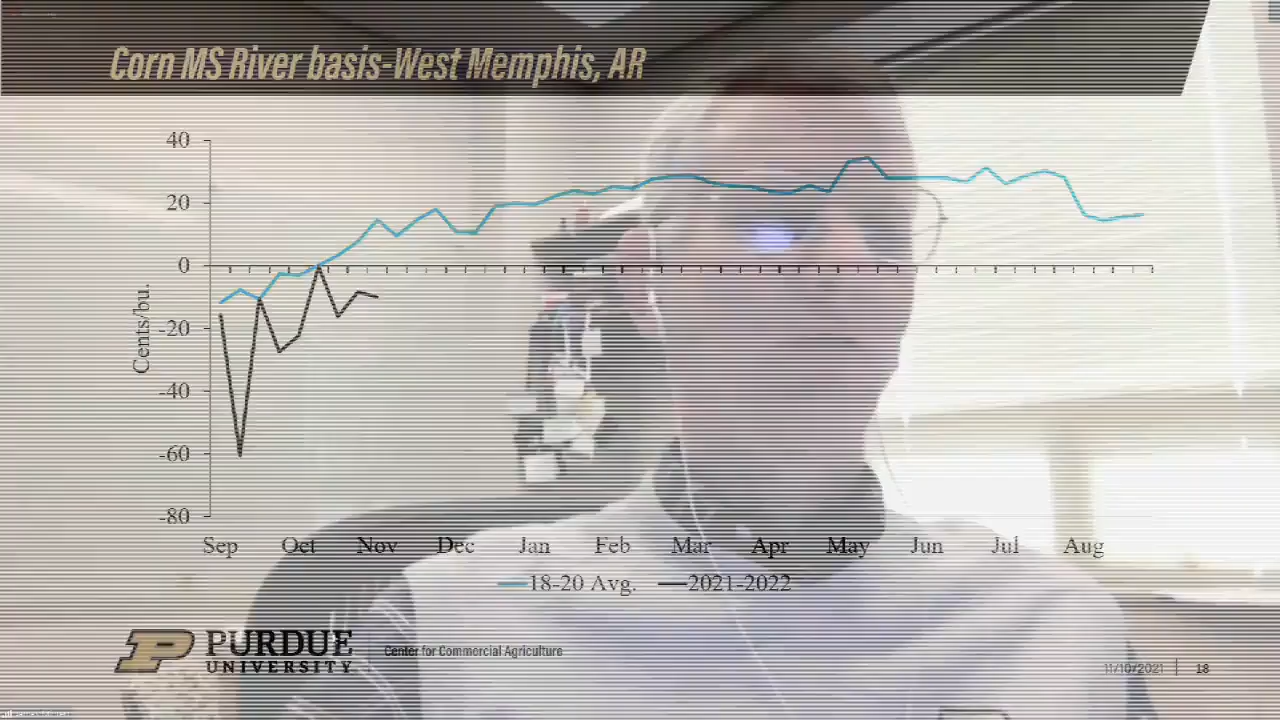 Corn MS River basis-West Memphis, AR
40
20
0
-20
-40
-60
-80
Cents/bu.
Sep Oct Nov Dec Jan Feb Mar Apr May Jun Jul Aug
18-20 Avg. 2021-2022
PURDUE
UNIVERSITY
Center for Commercial Agriculture
11/10/2021 18